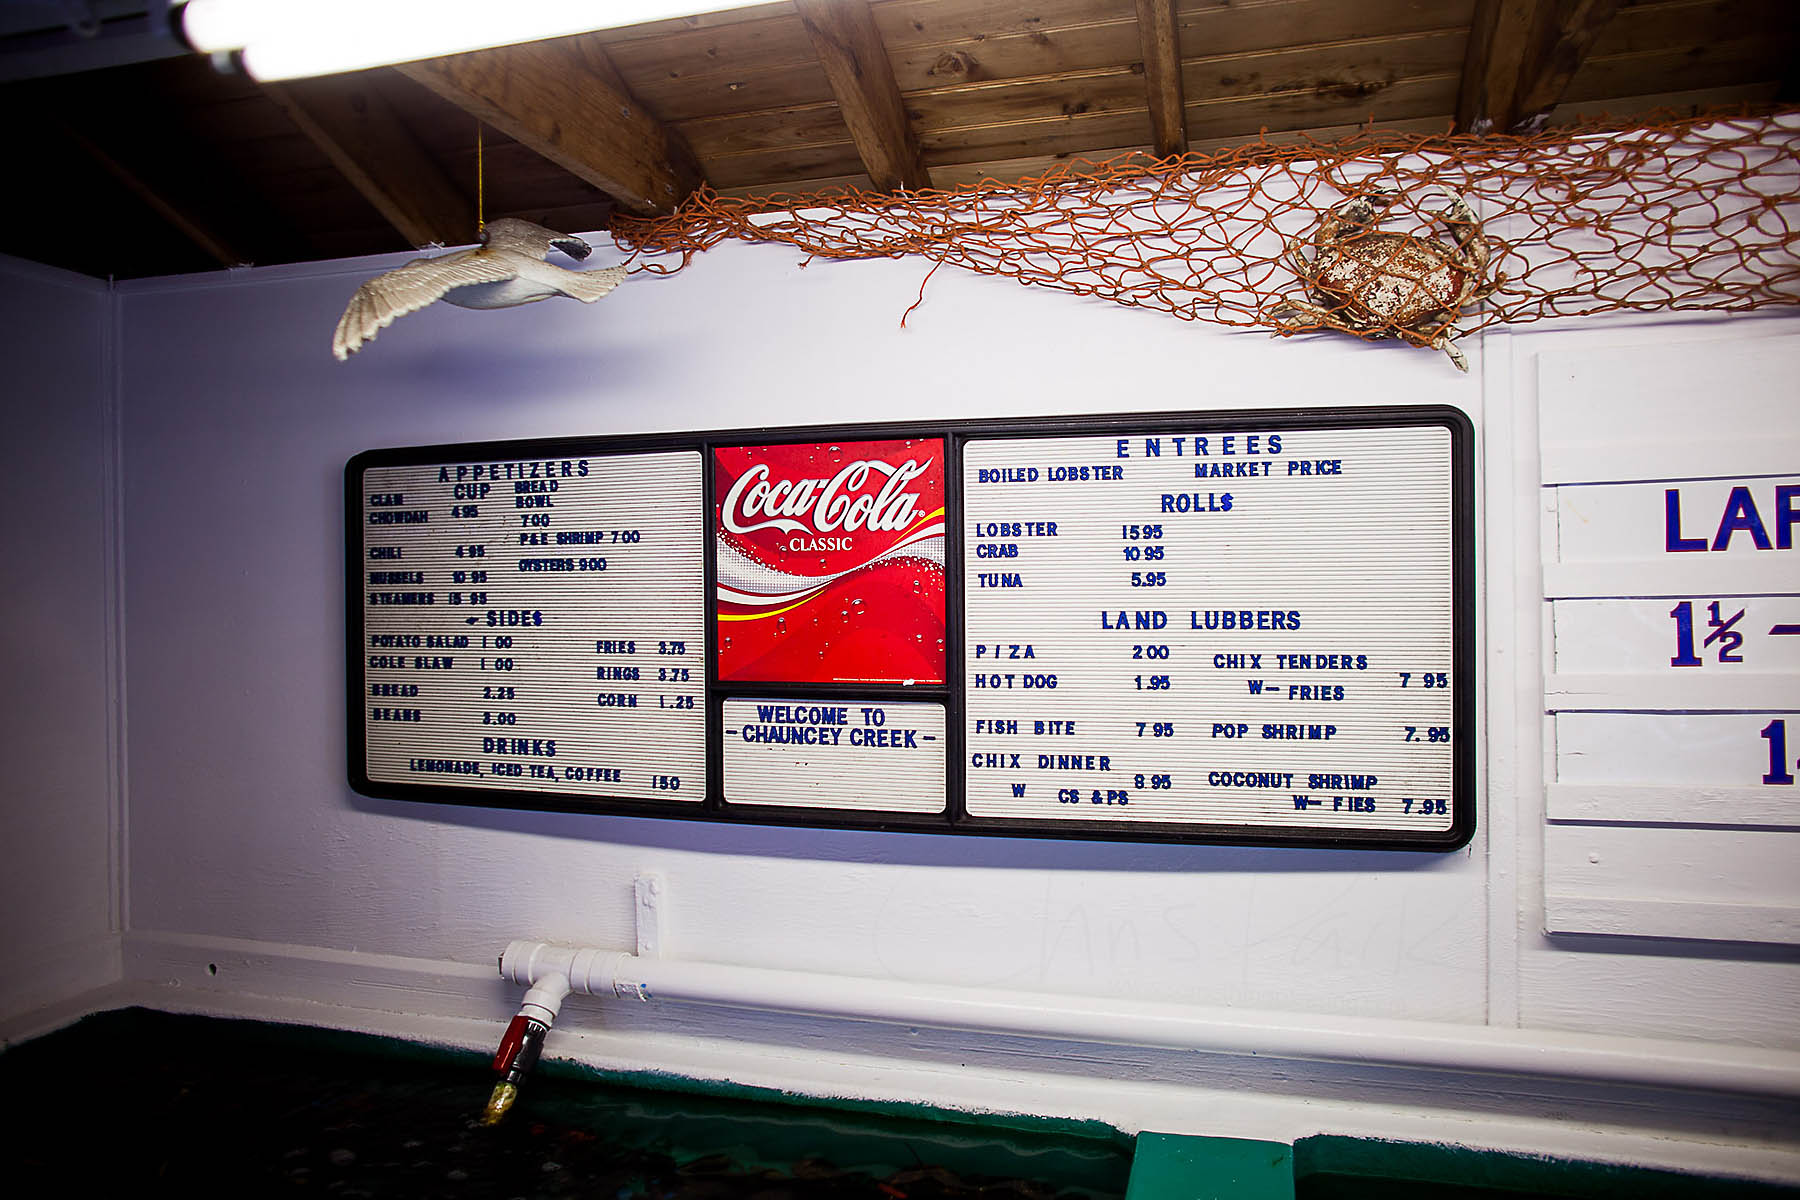 APPETIZERS
CUP BREAD BOWL
CLAM CHOWDAH 4 95 7 00
P&E SHRIMP 7 00
CHILI 4 95
OYSTERS 9 00
MUSSELS 10 95
STEAMERS 15 95
SIDE$
POTATO SALAD 1 00 FRIES 3.75
COLE SLAW 1 00 RINGS 3.75
BREAD 2.25 CORN 1.25
BEANS 3.00
DRINKS
LEMONADE, ICED TEA, COFFEE 150
Coca-Cola
CLASSIC
WELCOME TO
- CHAUNCEY CREEK -
ENTREES
BOILED LOBSTER MARKET PRICE
ROLL$
LOBSTER 15 95
CRAB 10 95
TUNA 5.95
LAND LUBBERS
PIZA 2 00 CHIX TENDERS
HOT DOG 1.95 W- FRIES 7 95
FISH BITE 7 95 POP SHRIMP 7.95
CHIX DINNER 8 95 COCONUT SHRIMP
W CS & PS W- FIES 7.95
1½ -